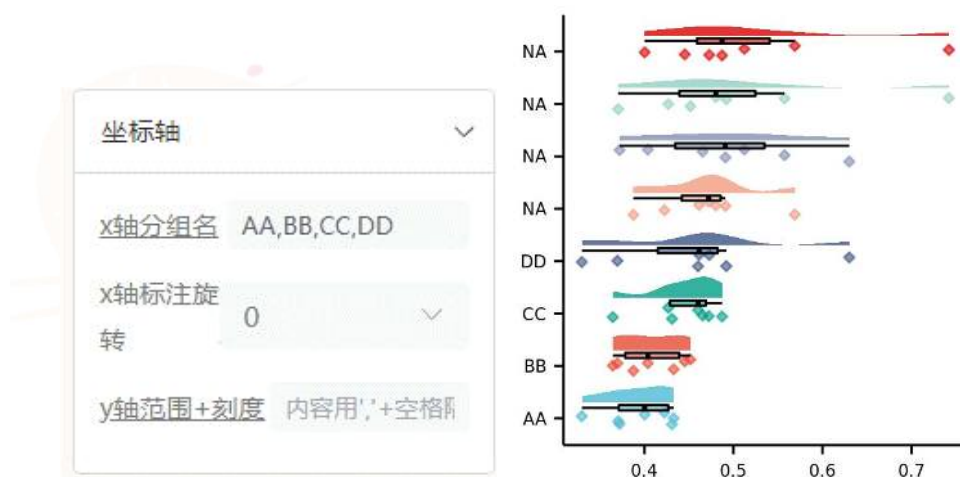 坐标轴
x轴分组名 AA,BB,CC,DD
x轴标注旋
转
0
y轴范围+刻度 内容用','+空格
NA
NA
NA
NA
DD
CC
BB
AA
0.4 0.5 0.6 0.7